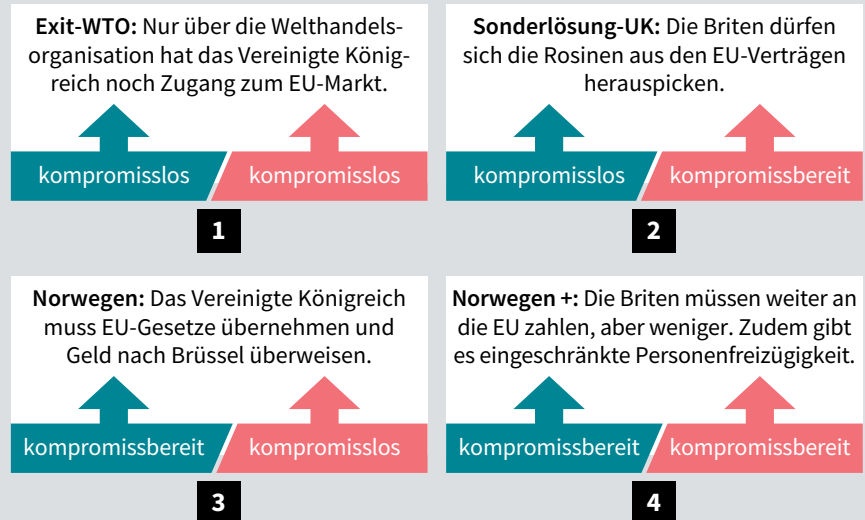 Exit-WTO: Nur über die Welthandels-
organisation hat das Vereinigte König-
reich noch Zugang zum EU-Markt.
kompromisslos
kompromisslos
1
Sonderlösung-UK: Die Briten dürfen
sich die Rosinen aus den EU-Verträgen
herauspicken.
kompromisslos
kompromissbereit
2
Norwegen: Das Vereinigte Königreich
muss EU-Gesetze übernehmen und
Geld nach Brüssel überweisen.
kompromissbereit
kompromisslos
3
Norwegen +: Die Briten müssen weiter an
die EU zahlen, aber weniger. Zudem gibt
es eingeschränkte Personenfreizügigkeit.
kompromissbereit
kompromissbereit
4